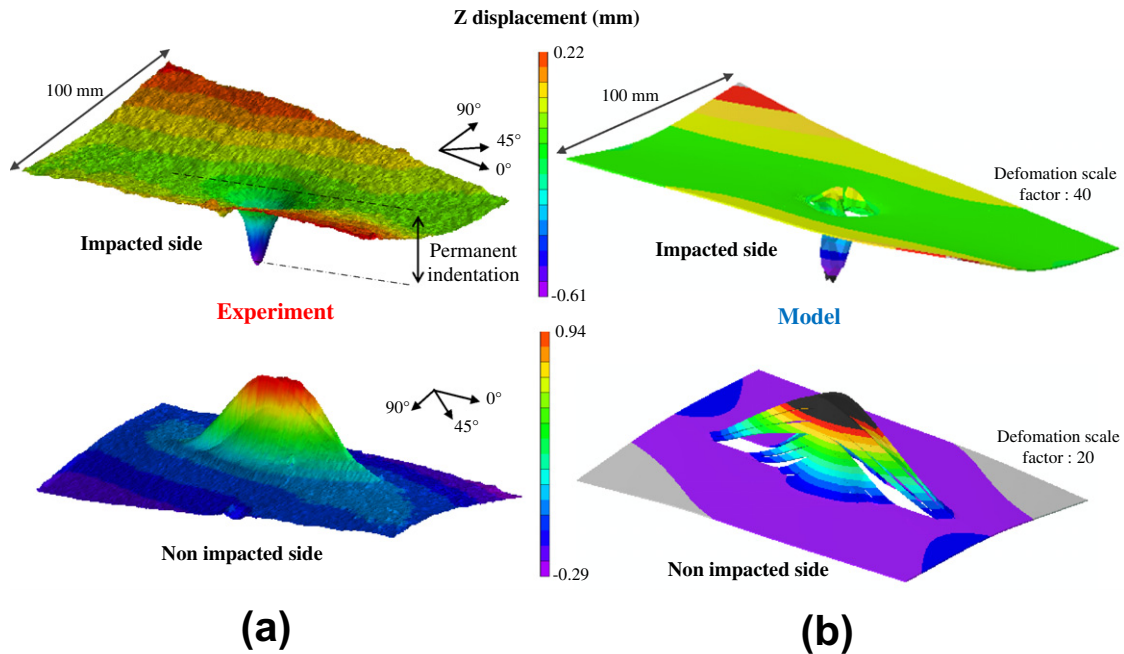 Z displacement (mm)
0.22
100 mm
90°
45°
0°
Impacted side
Permanent
indentation
-0.61
Experiment
100 mm
Defomation scale
factor : 40
Impacted side
Model
0.94
90°
0°
45°
Non impacted side
-0.29
Defomation scale
factor : 20
Non impacted side
(a)
(b)